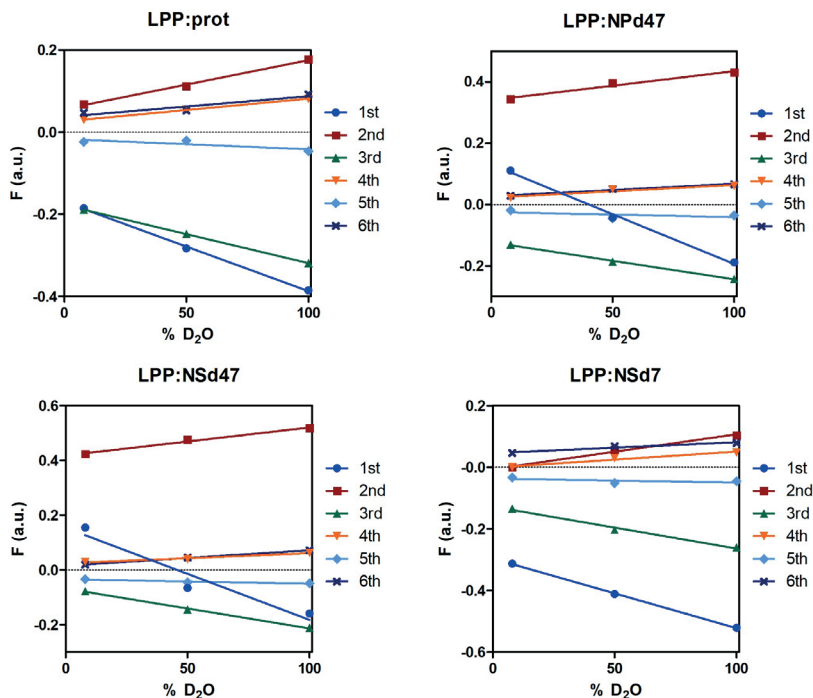 LPP:prot
0.2
0.0
-0.2
-0.4
F (a.u.)
0
50
100
% D₂O
1st
2nd
3rd
4th
5th
6th
LPP:NPd47
0.4
0.2
0.0
-0.2
F (a.u.)
0
50
100
% D₂O
1st
2nd
3rd
4th
5th
6th
LPP:NSd47
0.6
0.4
0.2
0.0
-0.2
F (a.u.)
0
50
100
% D₂O
1st
2nd
3rd
4th
5th
6th
LPP:NSd7
0.2
-0.0
-0.2
-0.4
-0.6
F (a.u.)
0
50
100
% D₂O
1st
2nd
3rd
4th
5th
6th